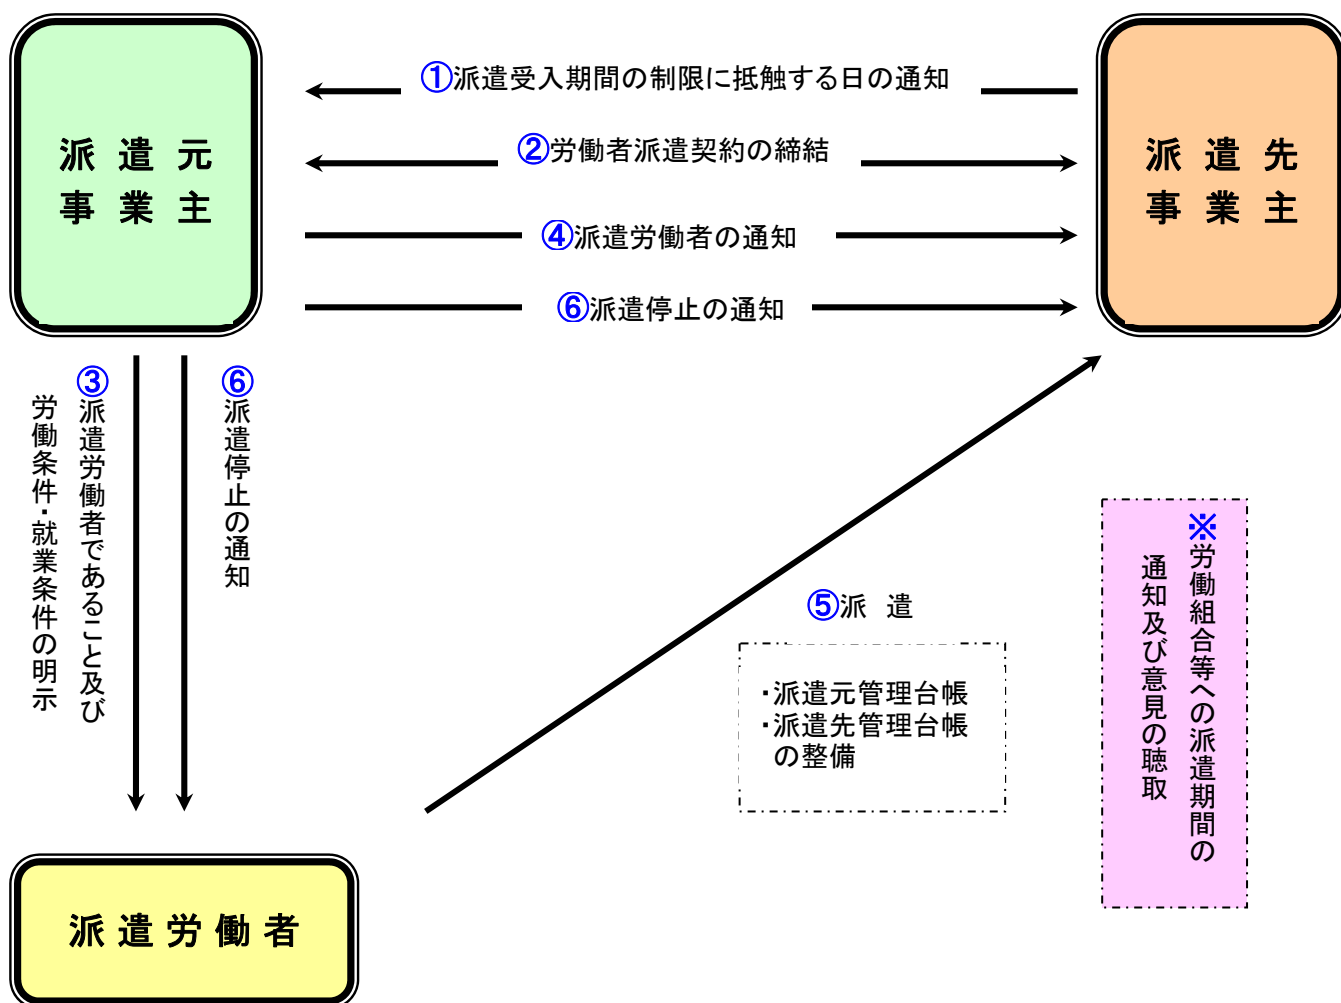 派遣元
事業主
①派遣受入期間の制限に抵触する日の通知
②労働者派遣契約の締結
④派遣労働者の通知
⑥派遣停止の通知
派遣先
事業主
③派遣労働者であること及び
労働条件・就業条件の明示
⑥派遣停止の通知
⑤派　遣
・派遣元管理台帳
・派遣先管理台帳
の整備
※労働組合等への派遣期間の
通知及び意見の聴取
派遣労働者